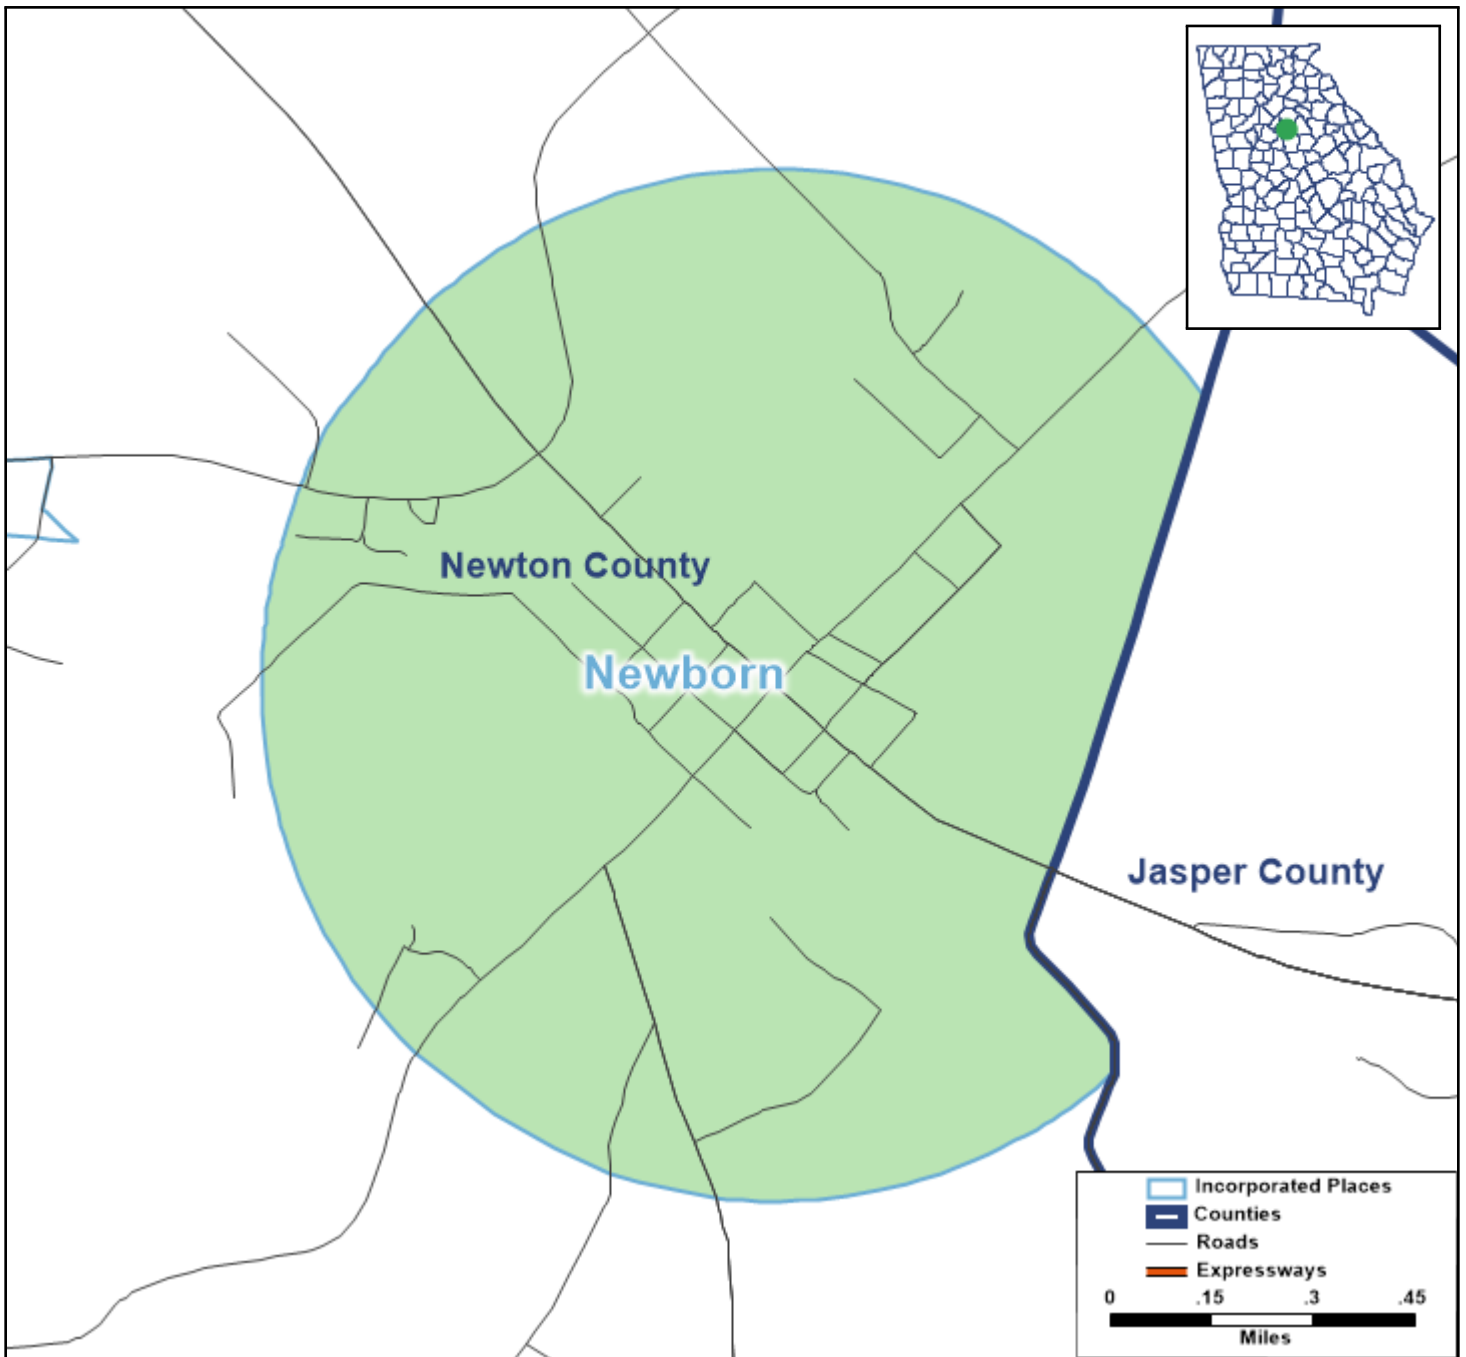 Newton County
Newborn
Jasper County
Incorporated Places
Counties
Roads
Expressways
0 .15 .3 .45
Miles